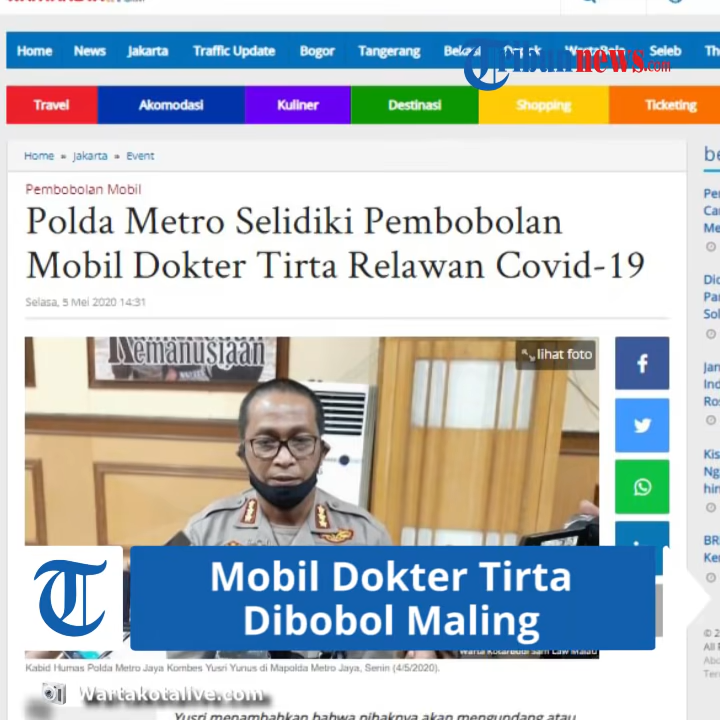 Home News Jakarta Traffic Update Bogor Tangerang Seleb
Tribunnews.com
Travel Akomodasi Kuliner Destinasi Shopping Ticketing
Home » Jakarta » Event
Pembobolan Mobil
Polda Metro Selidiki Pembobolan
Mobil Dokter Tirta Relawan Covid-19
Selasa, 5 Mei 2020 14:31
Kemanusiaan
lihat foto
Mobil Dokter Tirta
Dibobol Maling
Kabid Humas Polda Metro Jaya Kombes Yusri Yunus di Mapolda Metro Jaya, Senin (4/5/2020).
Wartakotalive.com
Yusri menambahkan bahwa pihaknya akan mengundang atau